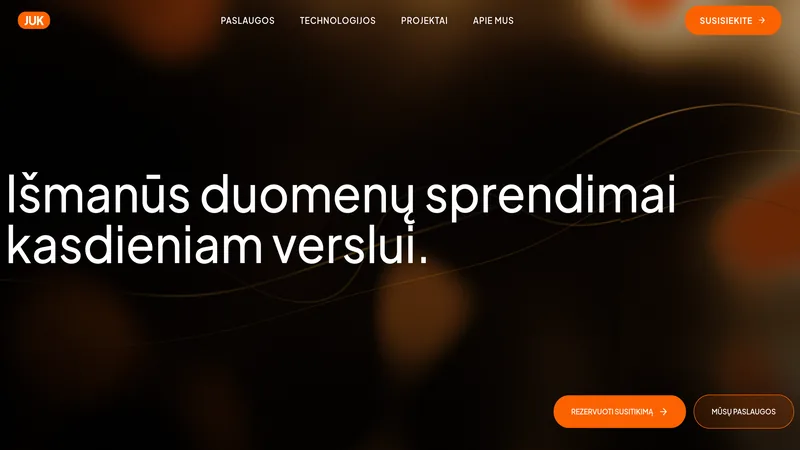 JUK
PASLAUGOS
TECHNOLOGIJOS
PROJEKTAI
APIE MUS
SUSISIEKITE
Išmanūs duomenų sprendimai
kasdieniam verslui.
REZERVUOTI SUSITIKIMĄ
MŪSŲ PASLAUGOS